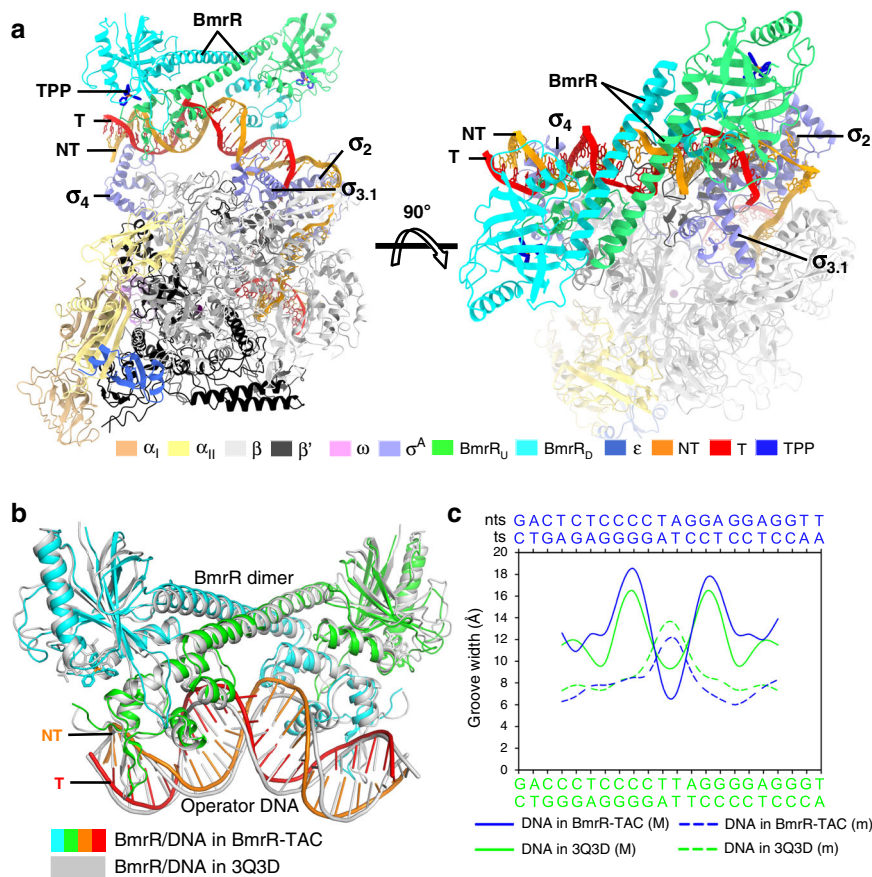 a
BmrR
TPP
T
NT
σ4
σ2
σ3.1
90°
BmrR
NT
T
σ4
σ2
σ3.1
αI αII β β' ω σA BmrRU BmrRD ε NT T TPP
b
BmrR dimer
NT
T
Operator DNA
BmrR/DNA in BmrR-TAC
BmrR/DNA in 3Q3D
c
nts GACTCTCCCCTAGGAGGAGGTT
ts CTGAGAGGGGATCCTCCTCCAA
Groove width (Å)
20
18
16
14
12
10
8
6
4
2
0
GACCCTCCCCTTAGGGGAGGGT
CTGGGAGGGGATTCCCCTCCCA
DNA in BmrR-TAC (M) DNA in BmrR-TAC (m)
DNA in 3Q3D (M) DNA in 3Q3D (m)